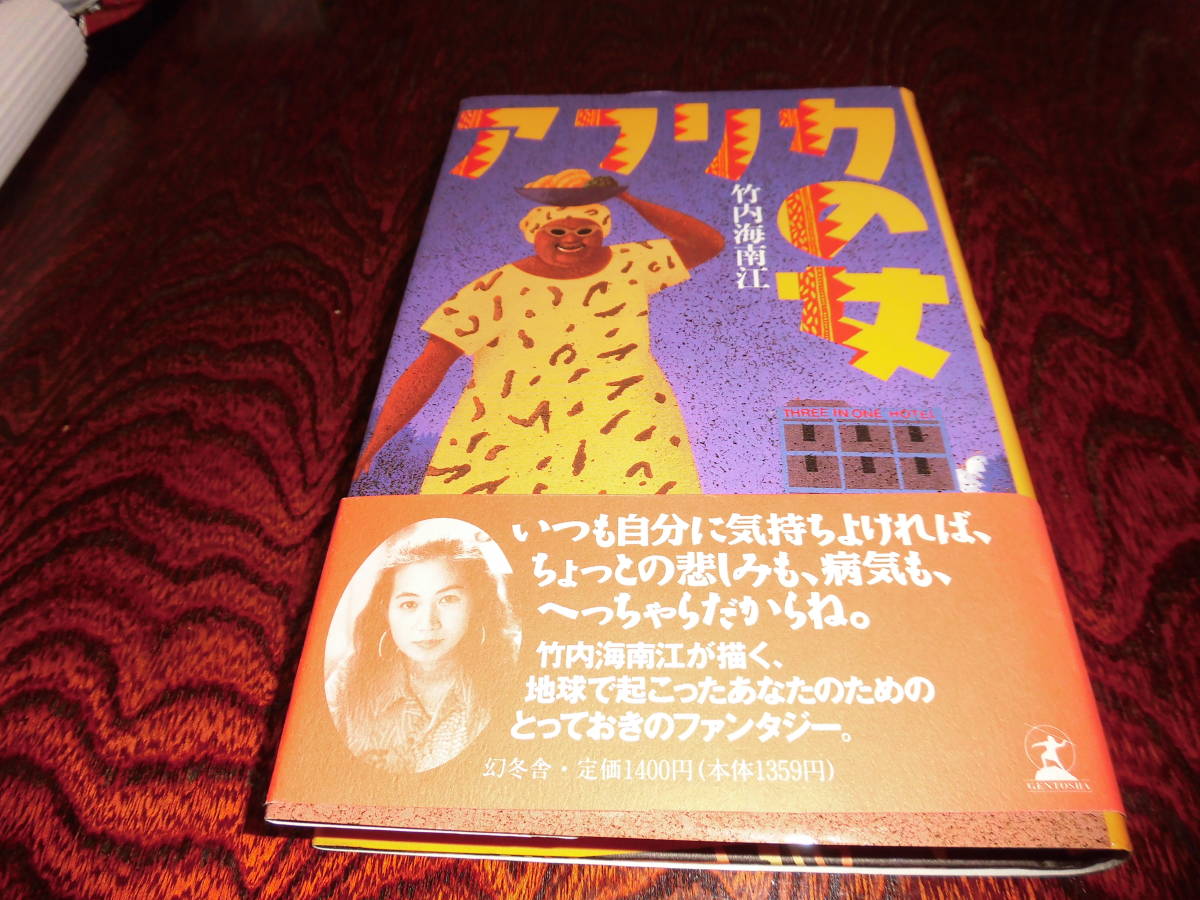 アフリカの女
竹内海南江
THREE IN ONE HOTEL
いつも自分に気持ちよければ、
ちょっとの悲しみも、病気も、
へっちゃらだからね。
竹内海南江が描く、
地球で起こったあなたのための
とっておきのファンタジー。
幻冬舎・定価1400円(本体1359円)
GENTOSHA